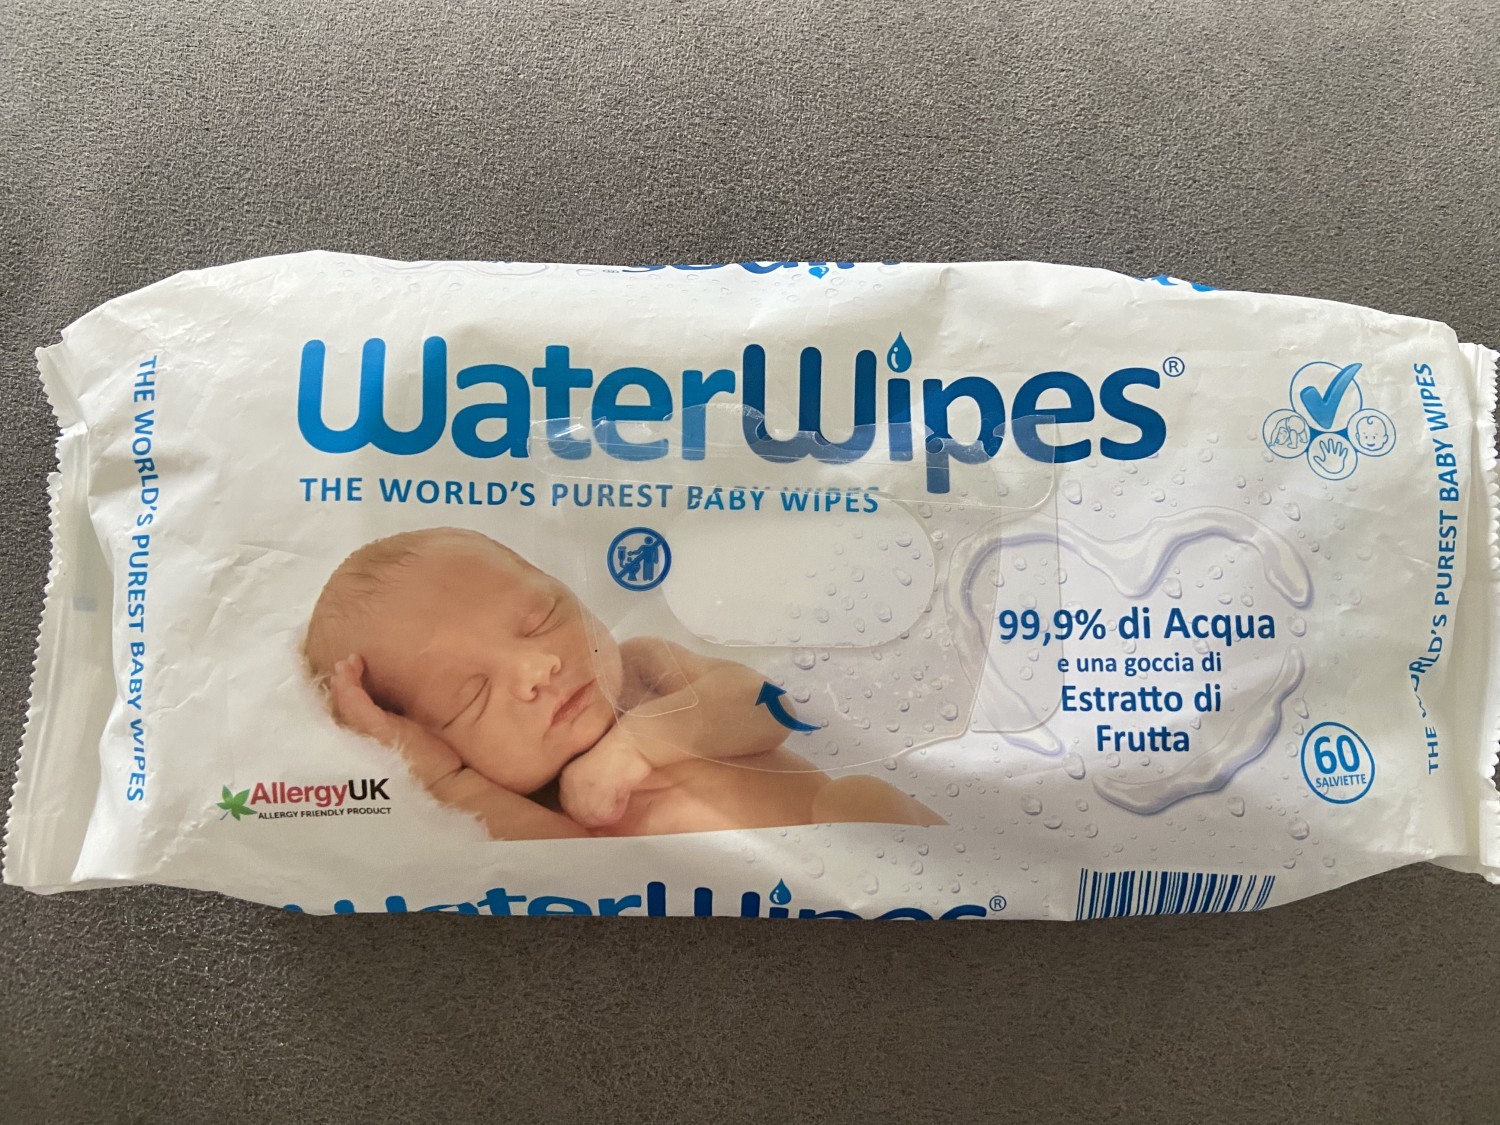 WaterWipes®
THE WORLD'S PUREST BABY WIPES
99,9% di Acqua
e una goccia di
Estratto di
Frutta
60
SALVIETTE
AllergyUK
ALLERGY FRIENDLY PRODUCT
THE WORLD'S PUREST BABY WIPES
THE WORLD'S PUREST BABY WIPES
WaterWipes®